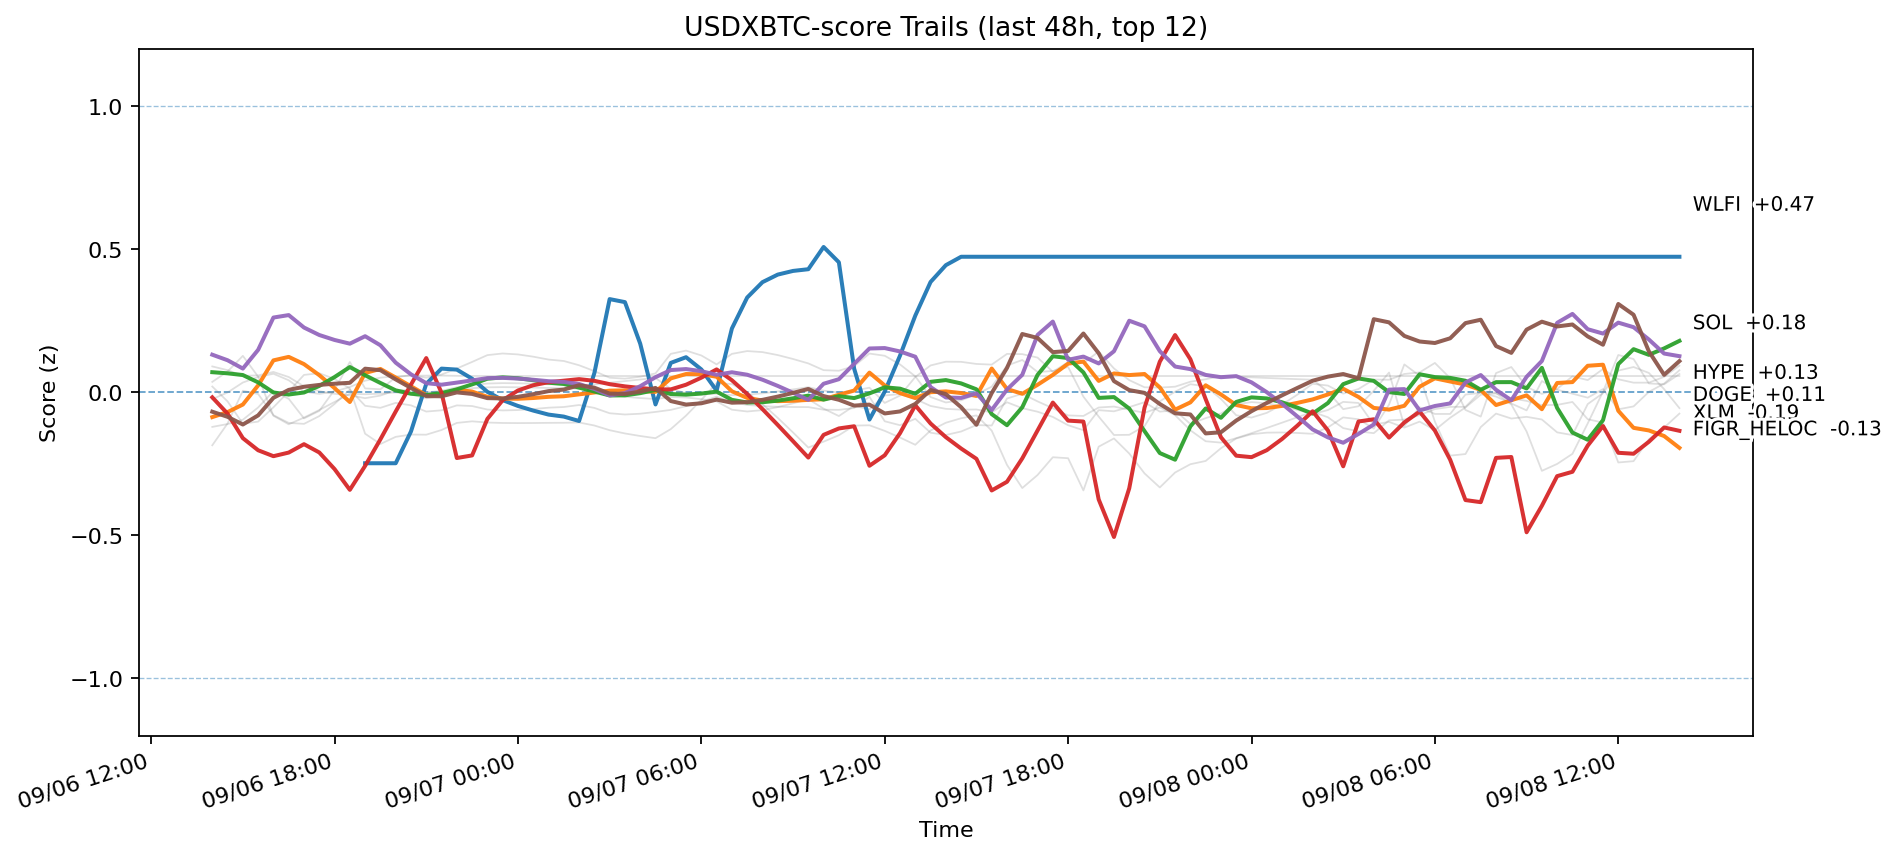 USDXBTC-score Trails (last 48h, top 12)
Score (z)
1.0
0.5
0.0
−0.5
−1.0
WLFI +0.47
SOL +0.18
HYPE +0.13
DOGE +0.11
XLM -0.19
FIGR_HELOC -0.13
09/06 12:00
09/06 18:00
09/07 00:00
09/07 06:00
09/07 12:00
09/07 18:00
09/08 00:00
09/08 06:00
09/08 12:00
Time